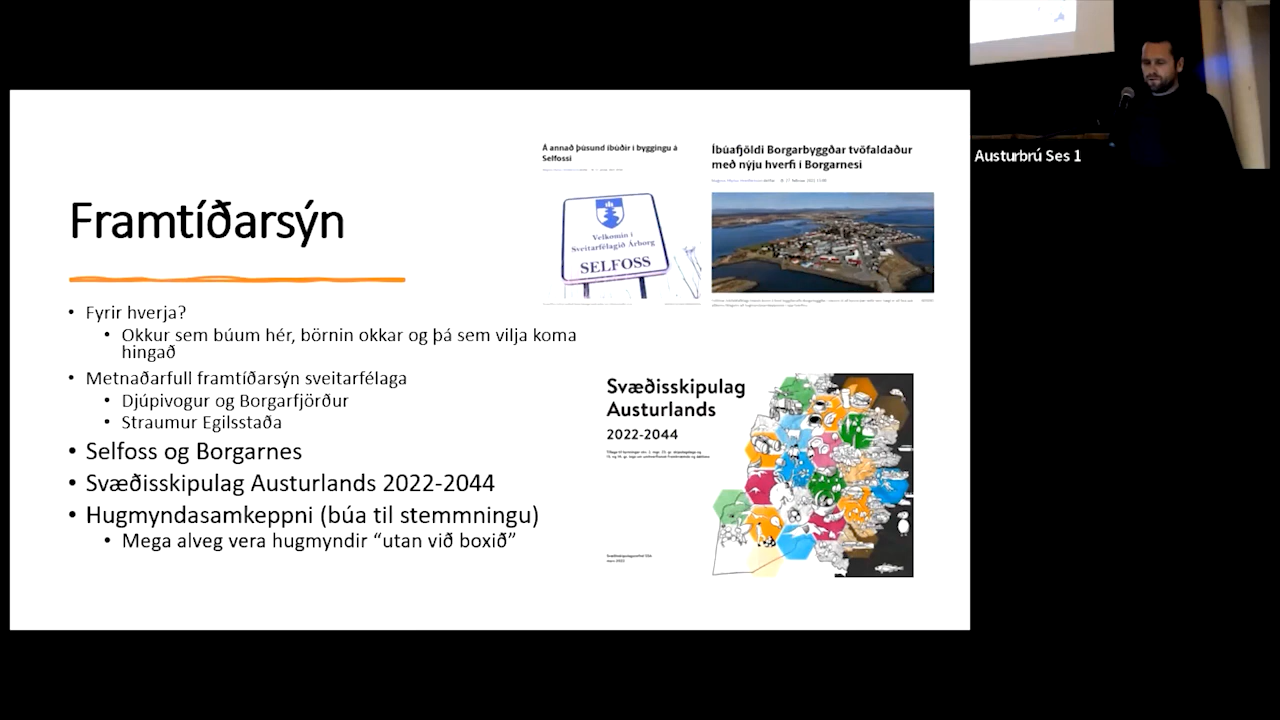 Framtíðarsýn
• Fyrir hverja?
• Okkur sem búum hér, börnin okkar og þá sem vilja koma
hingað
• Metnaðarfull framtíðarsýn sveitarfélaga
• Djúpivogur og Borgarfjörður
• Straumur Egilsstaða
• Selfoss og Borgarnes
• Svæðisskipulag Austurlands 2022-2044
• Hugmyndasamkeppni (búa til stemmningu)
• Mega alveg vera hugmyndir “utan við boxið”
Á annað þúsund íbúðir í byggingu á
Selfossi
Velkomin í
Sveitarfélagið Árborg
SELFOSS
Íbúafjöldi Borgarbyggðar tvöfaldaður
með nýju hverfi í Borgarnesi
Svæðisskipulag
Austurlands
2022-2044
mars 2022
Austurbrú Ses 1